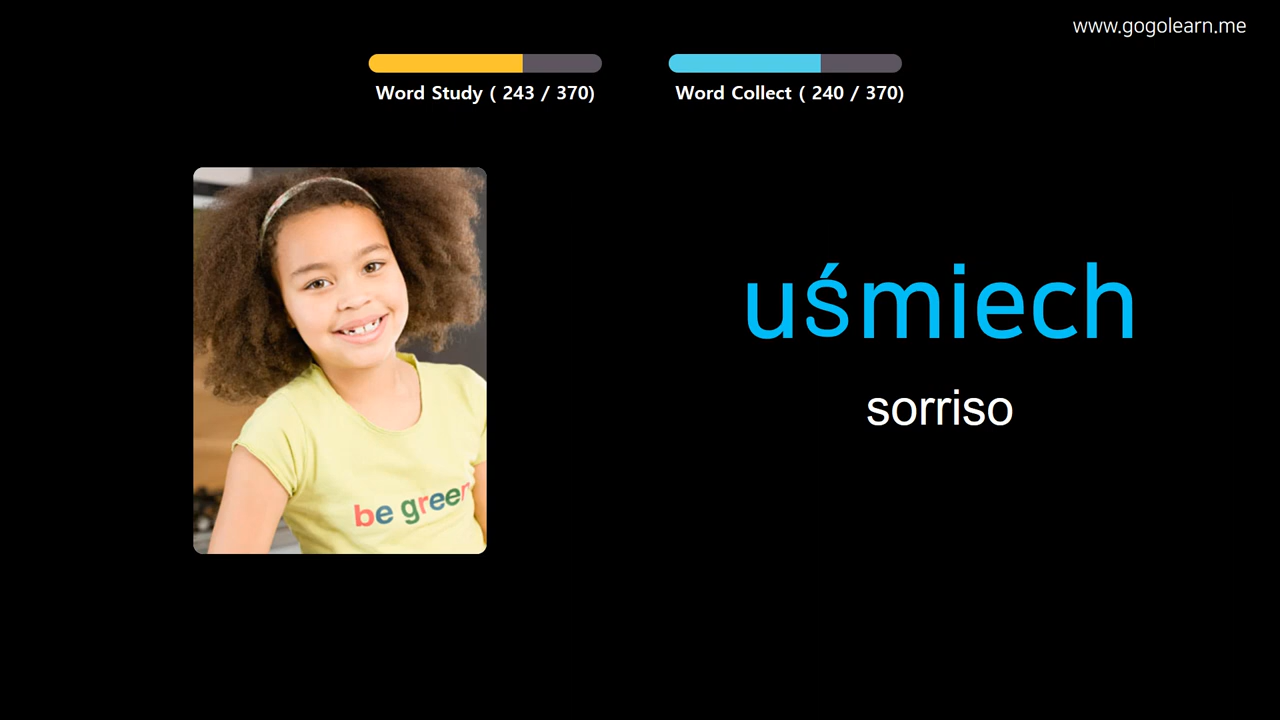 www.gogolearn.me
Word Study ( 243 / 370)
Word Collect ( 240 / 370)
uśmiech
sorriso
be green